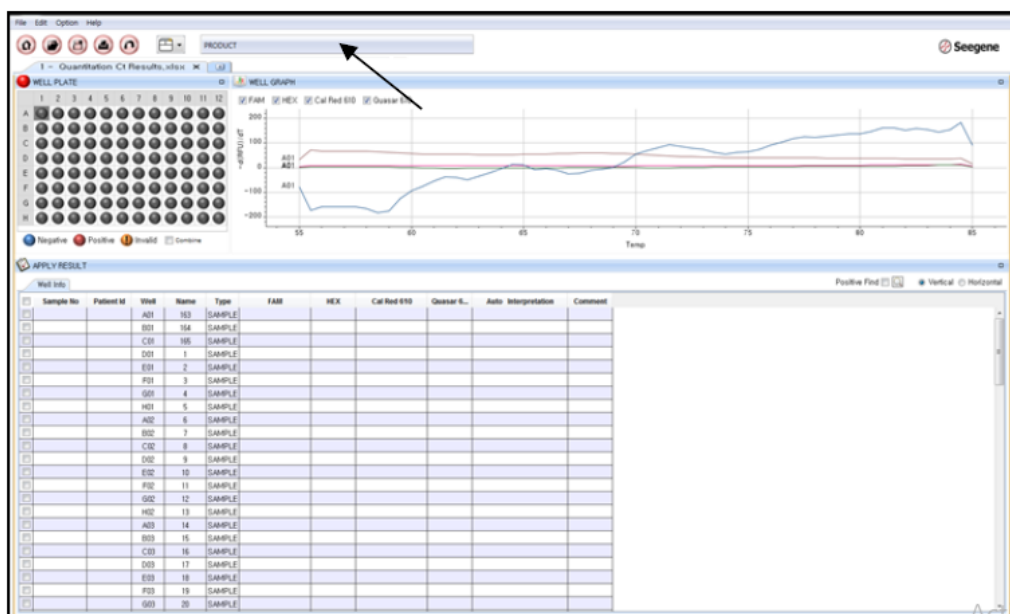 File Edit Option Help
PRODUCT
Seegene
1 - Quantitation Ct Results.xlsx
WELL PLATE
WELL GRAPH
1 2 3 4 5 6 7 8 9 10 11 12
A
B
C
D
E
F
G
H
Negative Positive Invalid Combine
FAM HEX Cal Red 610 Quasar 670
-d(RFU)/dT
200
100
0
-100
-200
A01
A01
A01
55 60 65 70 75 80 85
Temp
APPLY RESULT
Well Info
Positive Find Vertical Horizontal
Sample No Patient Id Well Name Type FAM HEX Cal Red 610 Quasar 6... Auto Interpretation Comment
A01 163 SAMPLE
B01 164 SAMPLE
C01 165 SAMPLE
D01 1 SAMPLE
E01 2 SAMPLE
F01 3 SAMPLE
G01 4 SAMPLE
H01 5 SAMPLE
A02 6 SAMPLE
B02 7 SAMPLE
C02 8 SAMPLE
D02 9 SAMPLE
E02 10 SAMPLE
F02 11 SAMPLE
G02 12 SAMPLE
H02 13 SAMPLE
A03 14 SAMPLE
B03 15 SAMPLE
C03 16 SAMPLE
D03 17 SAMPLE
E03 18 SAMPLE
F03 19 SAMPLE
G03 20 SAMPLE